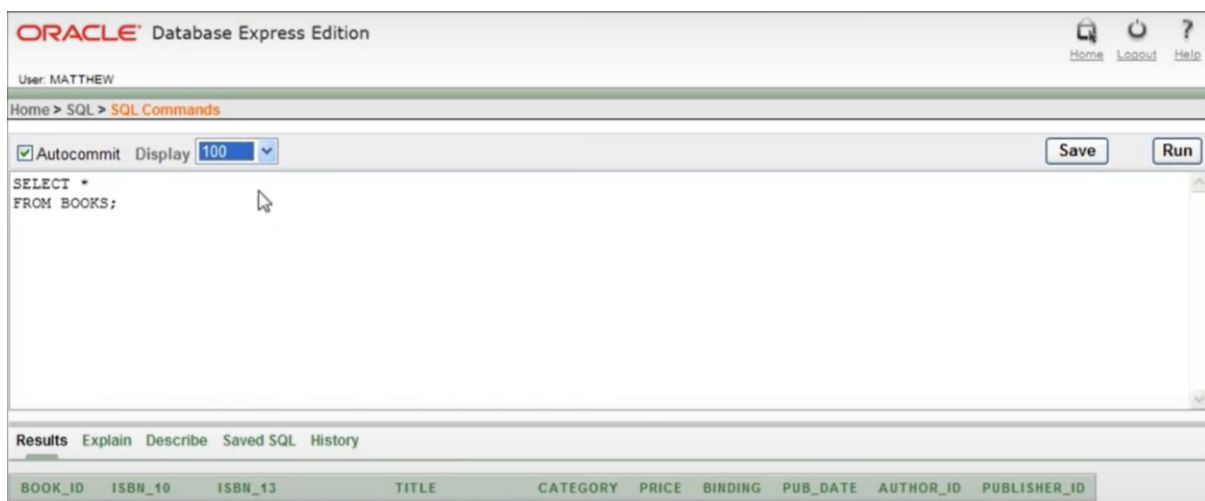 ORACLE Database Express Edition
Home Logout Help
User: MATTHEW
Home > SQL > SQL Commands
Autocommit Display 100 Save Run
SELECT *
FROM BOOKS;
Results Explain Describe Saved SQL History
BOOK_ID ISBN_10 ISBN_13 TITLE CATEGORY PRICE BINDING PUB_DATE AUTHOR_ID PUBLISHER_ID